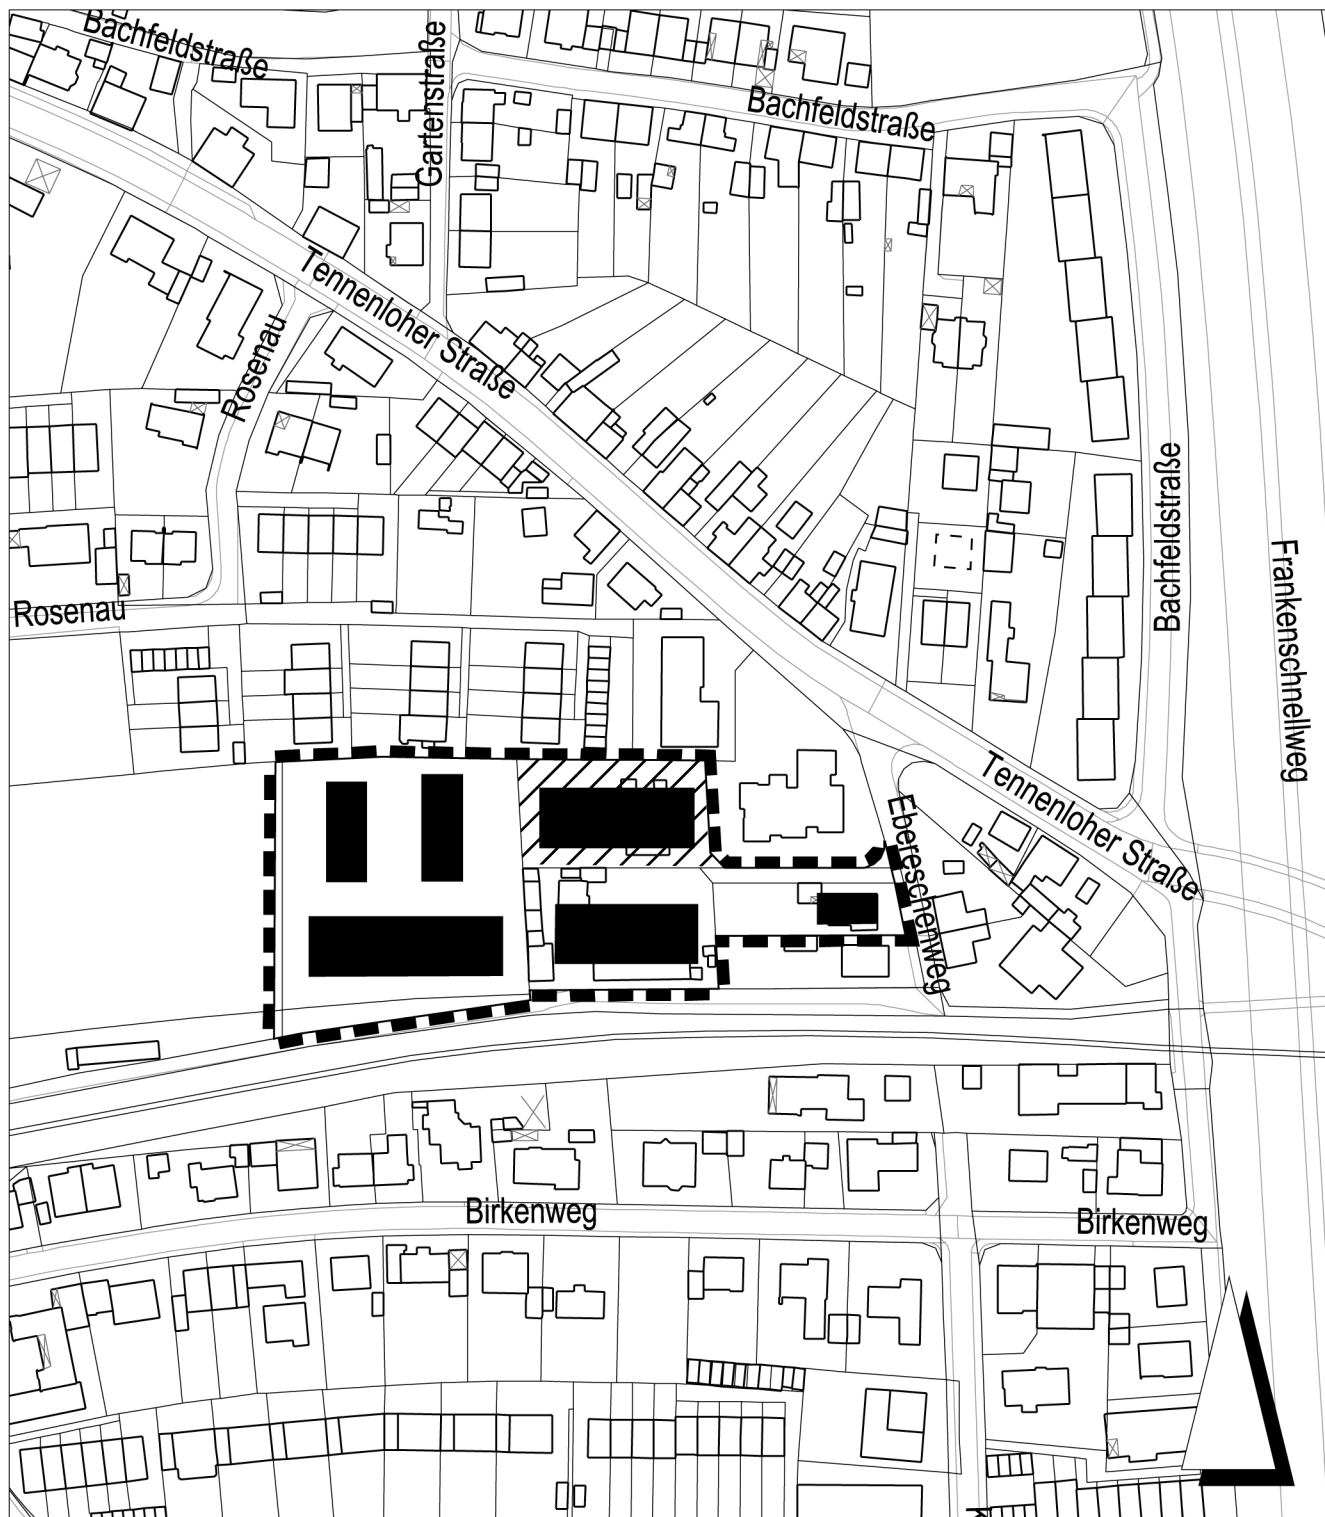 Bachfeldstraße
Gartenstraße
Bachfeldstraße
Tennenloher Straße
Rosenau
Bachfeldstraße
Frankenschnellweg
Rosenau
Tennenloher Straße
Ebereschenweg
Birkenweg
Birkenweg